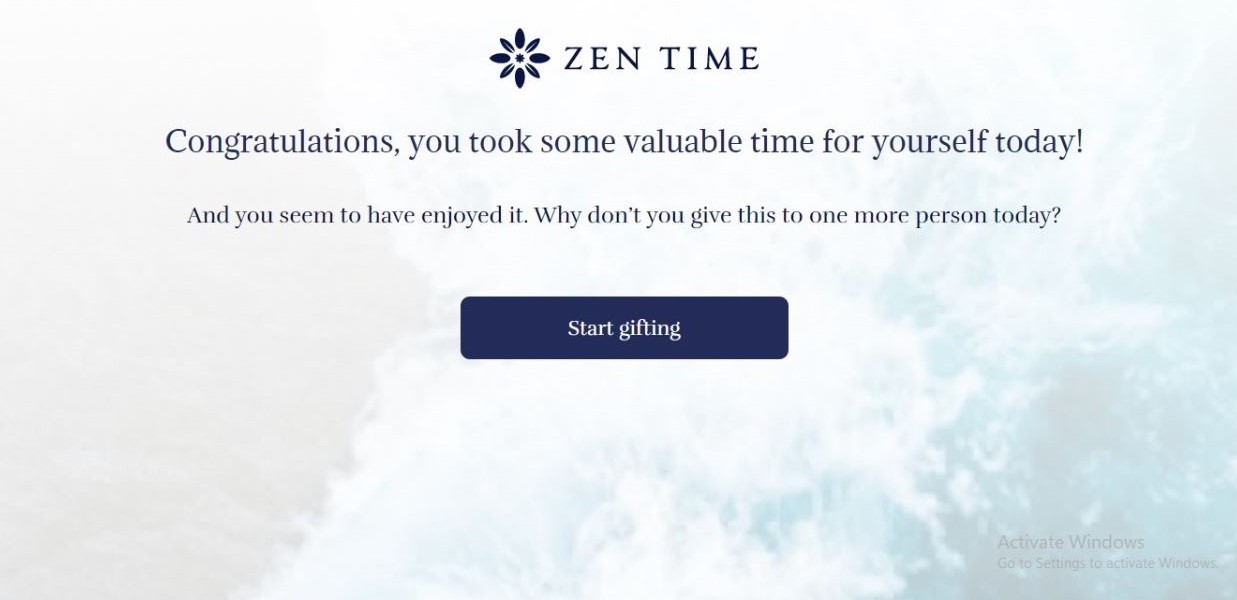 ZEN TIME
Congratulations, you took some valuable time for yourself today!
And you seem to have enjoyed it. Why don’t you give this to one more person today?
Start gifting
Activate Windows
Go to Settings to activate Windows.